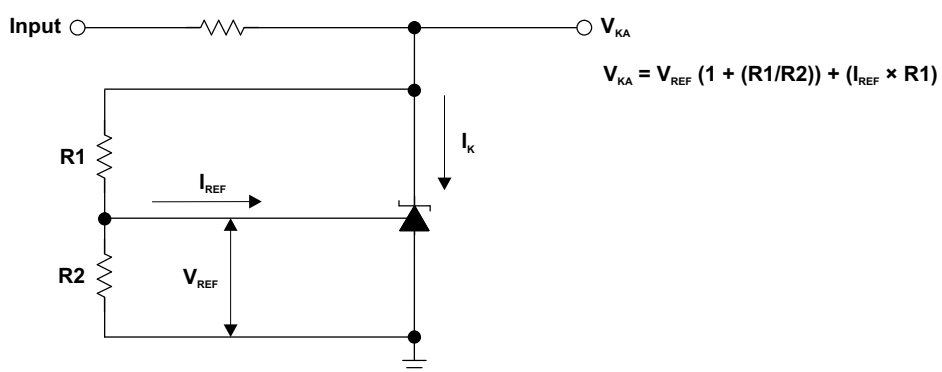 Input
V_KA
V_KA = V_REF (1 + (R1/R2)) + (I_REF × R1)
I_K
R1
I_REF
R2
V_REF